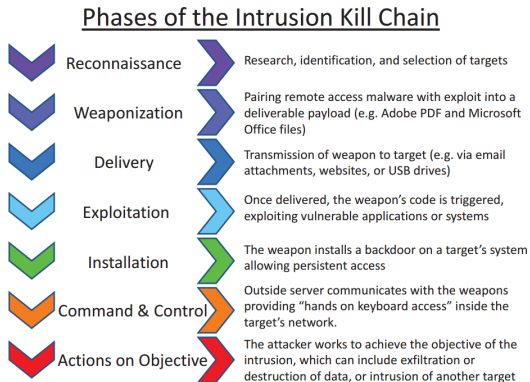 Phases of the Intrusion Kill Chain
Reconnaissance
Research, identification, and selection of targets
Weaponization
Pairing remote access malware with exploit into a
deliverable payload (e.g. Adobe PDF and Microsoft
Office files)
Delivery
Transmission of weapon to target (e.g. via email
attachments, websites, or USB drives)
Exploitation
Once delivered, the weapon's code is triggered,
exploiting vulnerable applications or systems
Installation
The weapon installs a backdoor on a target's system
allowing persistent access
Command & Control
Outside server communicates with the weapons
providing “hands on keyboard access” inside the
target's network.
Actions on Objective
The attacker works to achieve the objective of the
intrusion, which can include exfiltration or
destruction of data, or intrusion of another target